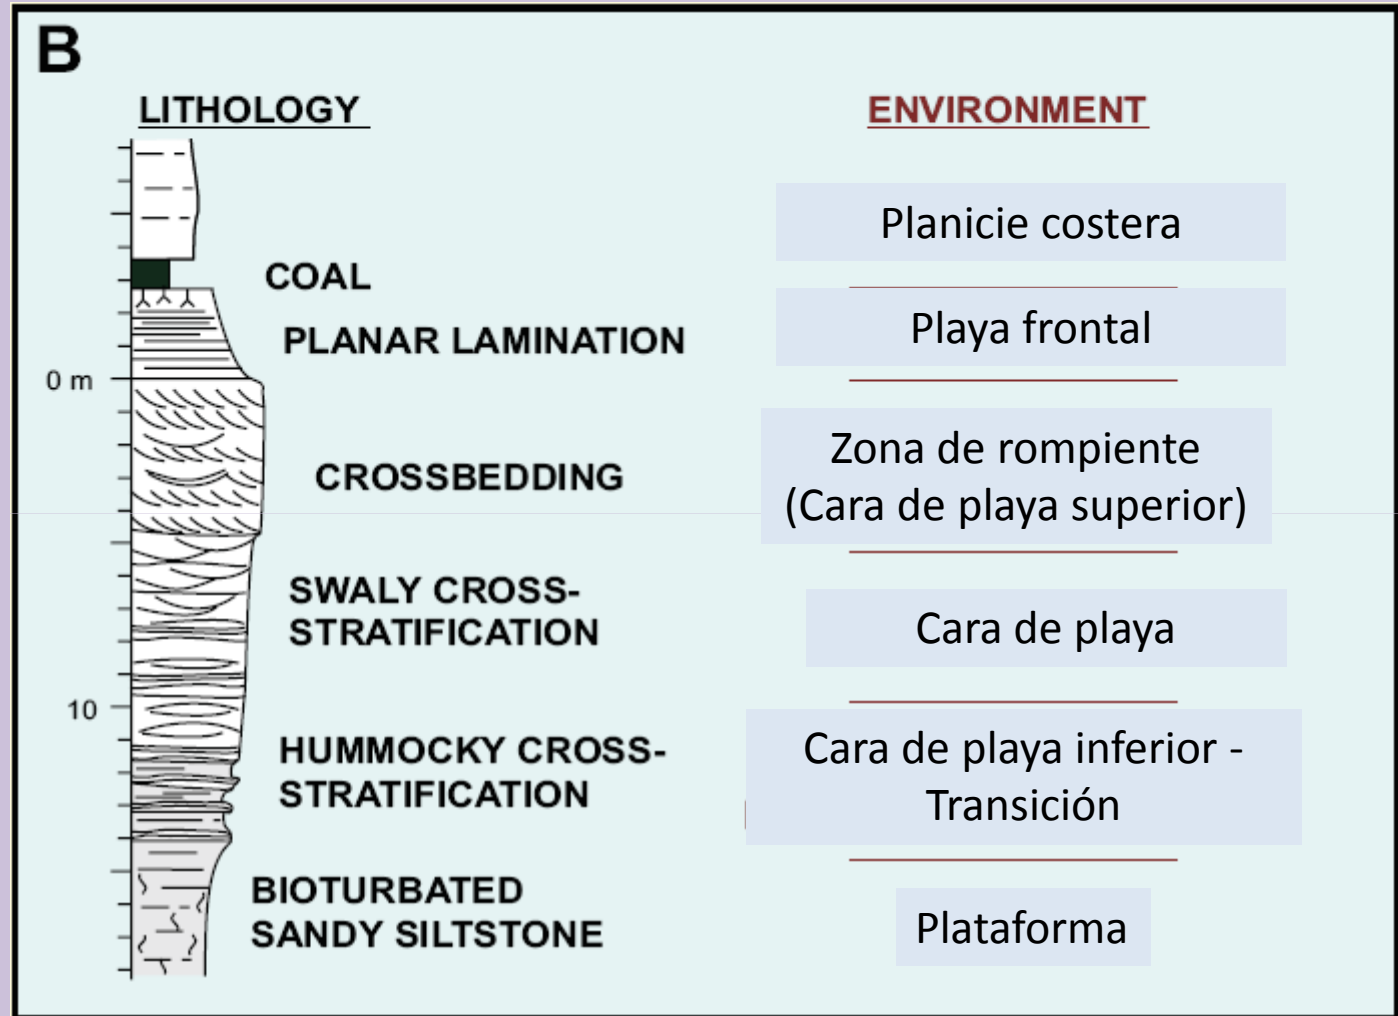 B
LITHOLOGY
ENVIRONMENT
Planicie costera
COAL
Playa frontal
PLANAR LAMINATION
0 m
Zona de rompiente
(Cara de playa superior)
CROSSBEDDING
SWALY CROSS-
STRATIFICATION
Cara de playa
10
HUMMOCKY CROSS-
STRATIFICATION
Cara de playa inferior -
Transición
BIOTURBATED
SANDY SILTSTONE
Plataforma